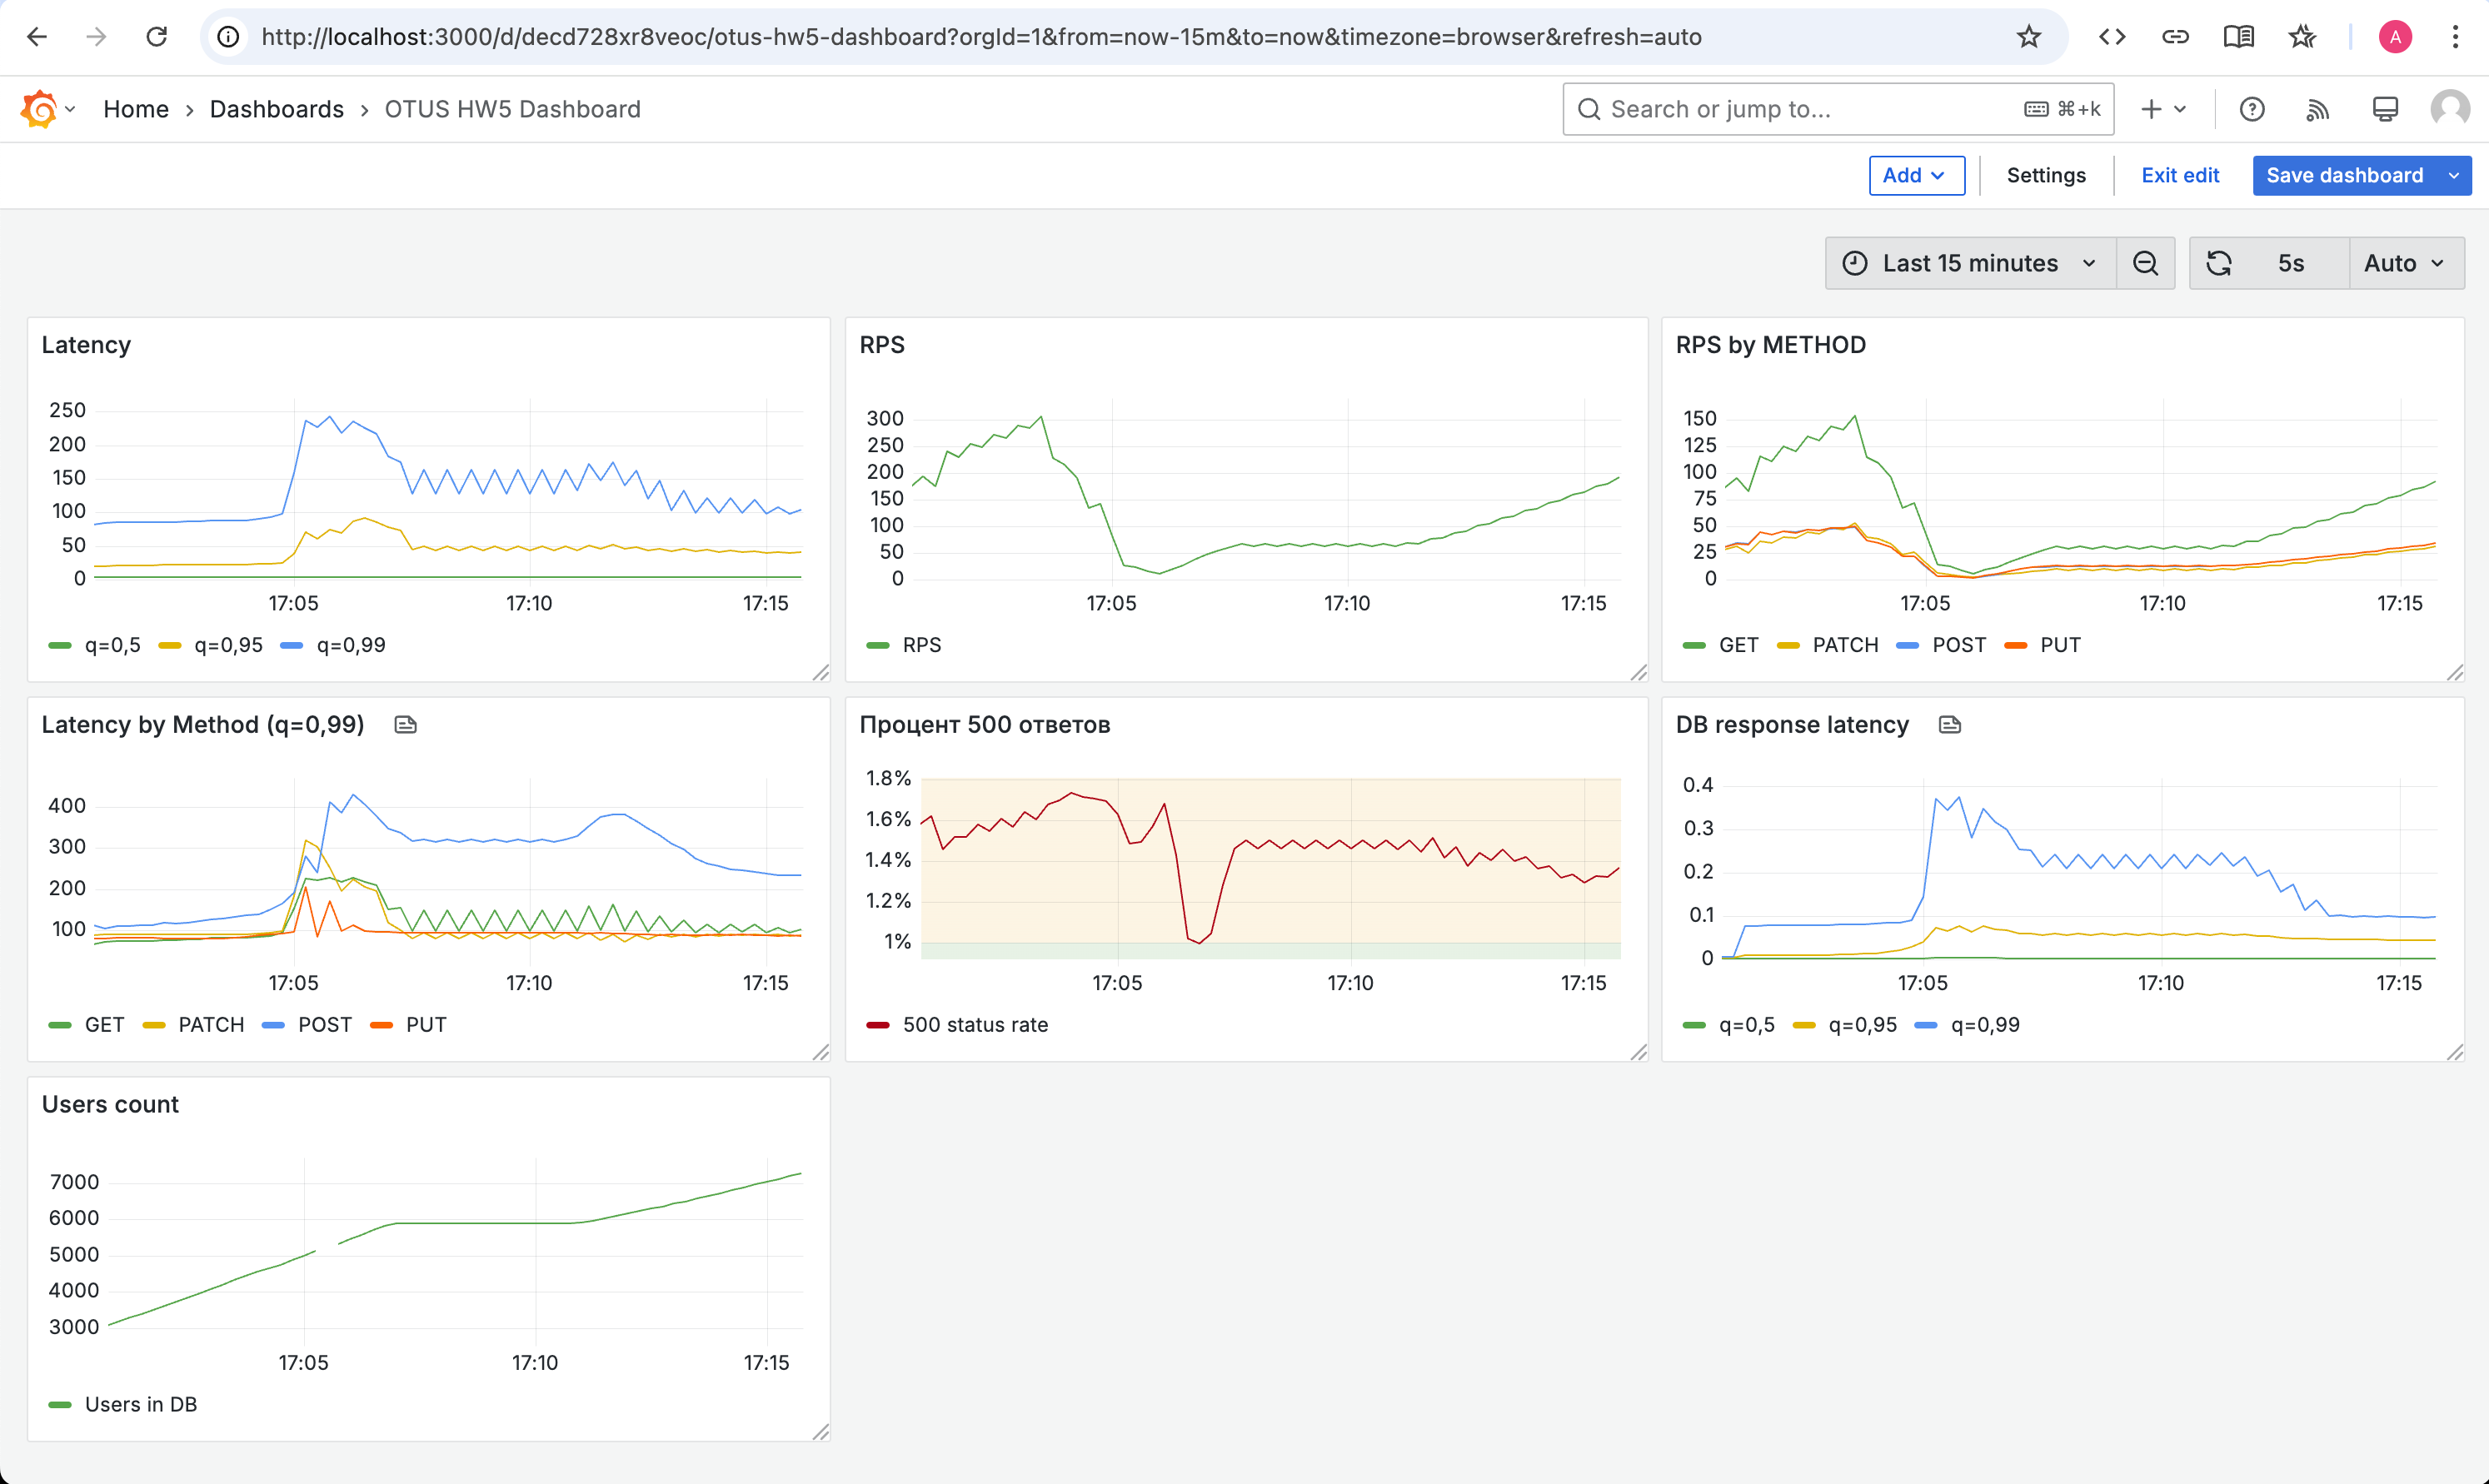 http://localhost:3000/d/decd728xr8veoc/otus-hw5-dashboard?orgId=1&from=now-15m&to=now&timezone=browser&refresh=auto
A
Home › Dashboards › OTUS HW5 Dashboard
Search or jump to...
⌘+k
Add
Settings
Exit edit
Save dashboard
Last 15 minutes
5s
Auto
Latency
250
200
150
100
50
0
17:05 17:10 17:15
q=0,5 q=0,95 q=0,99
RPS
300
250
200
150
100
50
0
17:05 17:10 17:15
RPS
RPS by METHOD
150
125
100
75
50
25
0
17:05 17:10 17:15
GET PATCH POST PUT
Latency by Method (q=0,99)
400
300
200
100
17:05 17:10 17:15
GET PATCH POST PUT
Процент 500 ответов
1.8%
1.6%
1.4%
1.2%
1%
17:05 17:10 17:15
500 status rate
DB response latency
0.4
0.3
0.2
0.1
0
17:05 17:10 17:15
q=0,5 q=0,95 q=0,99
Users count
7000
6000
5000
4000
3000
17:05 17:10 17:15
Users in DB